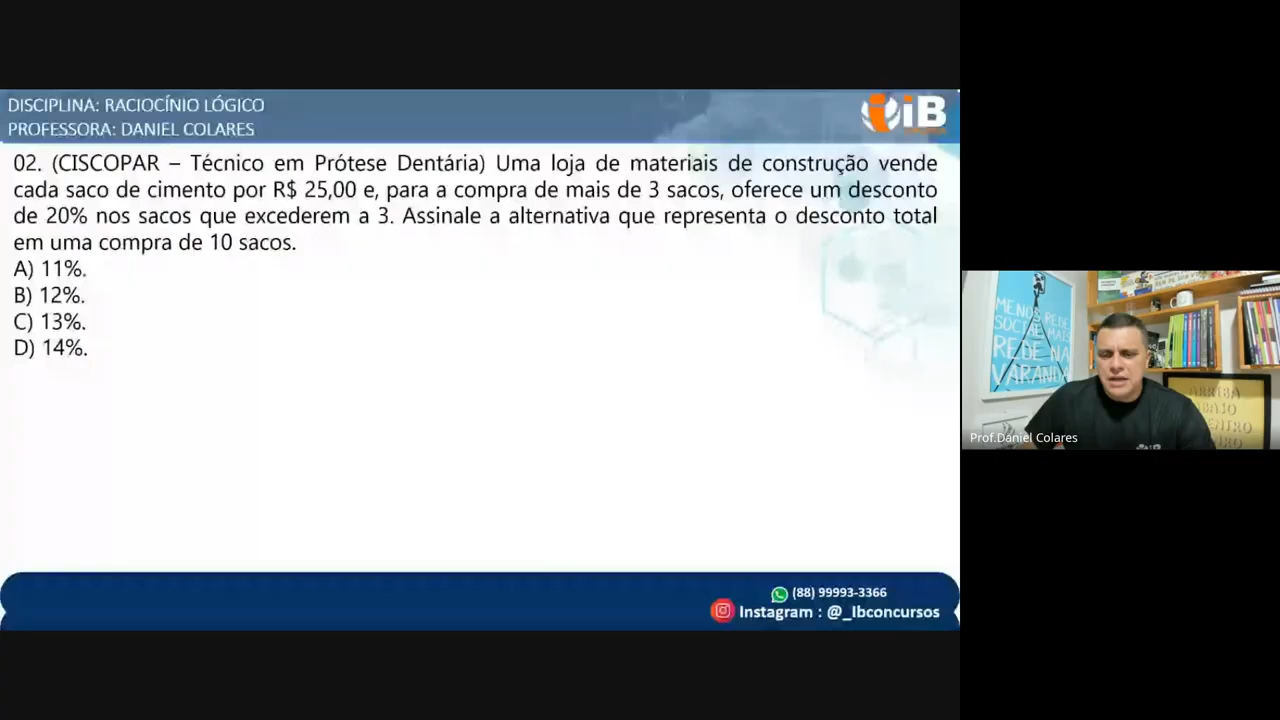 DISCIPLINA: RACIOCÍNIO LÓGICO
PROFESSORA: DANIEL COLARES
iB
02. (CISCOPAR – Técnico em Prótese Dentária) Uma loja de materiais de construção vende
cada saco de cimento por R$ 25,00 e, para a compra de mais de 3 sacos, oferece um desconto
de 20% nos sacos que excederem a 3. Assinale a alternativa que representa o desconto total
em uma compra de 10 sacos.
A) 11%.
B) 12%.
C) 13%.
D) 14%.
(88) 99993-3366
Instagram : @_Ibconcursos
MENOS REDE
SOCIAL MAIS
REDE NA
VARANDA
Prof.Daniel Colares